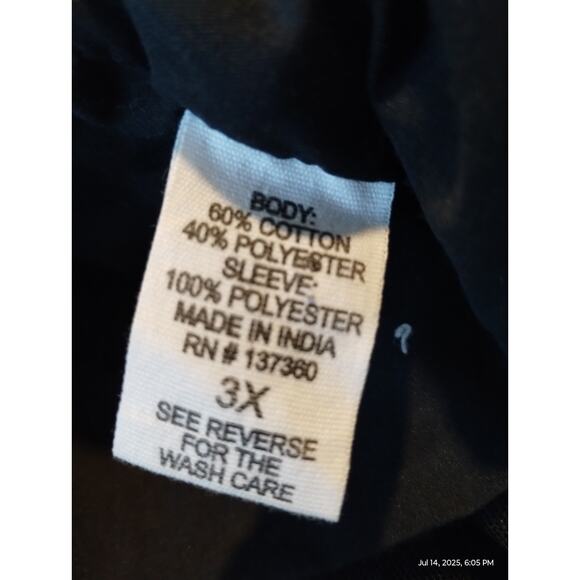 BODY:
60% COTTON
40% POLYESTER
SLEEVE:
100% POLYESTER
MADE IN INDIA
RN # 137360
3X
SEE REVERSE
FOR THE
WASH CARE
Jul 14, 2025, 6:05 PM